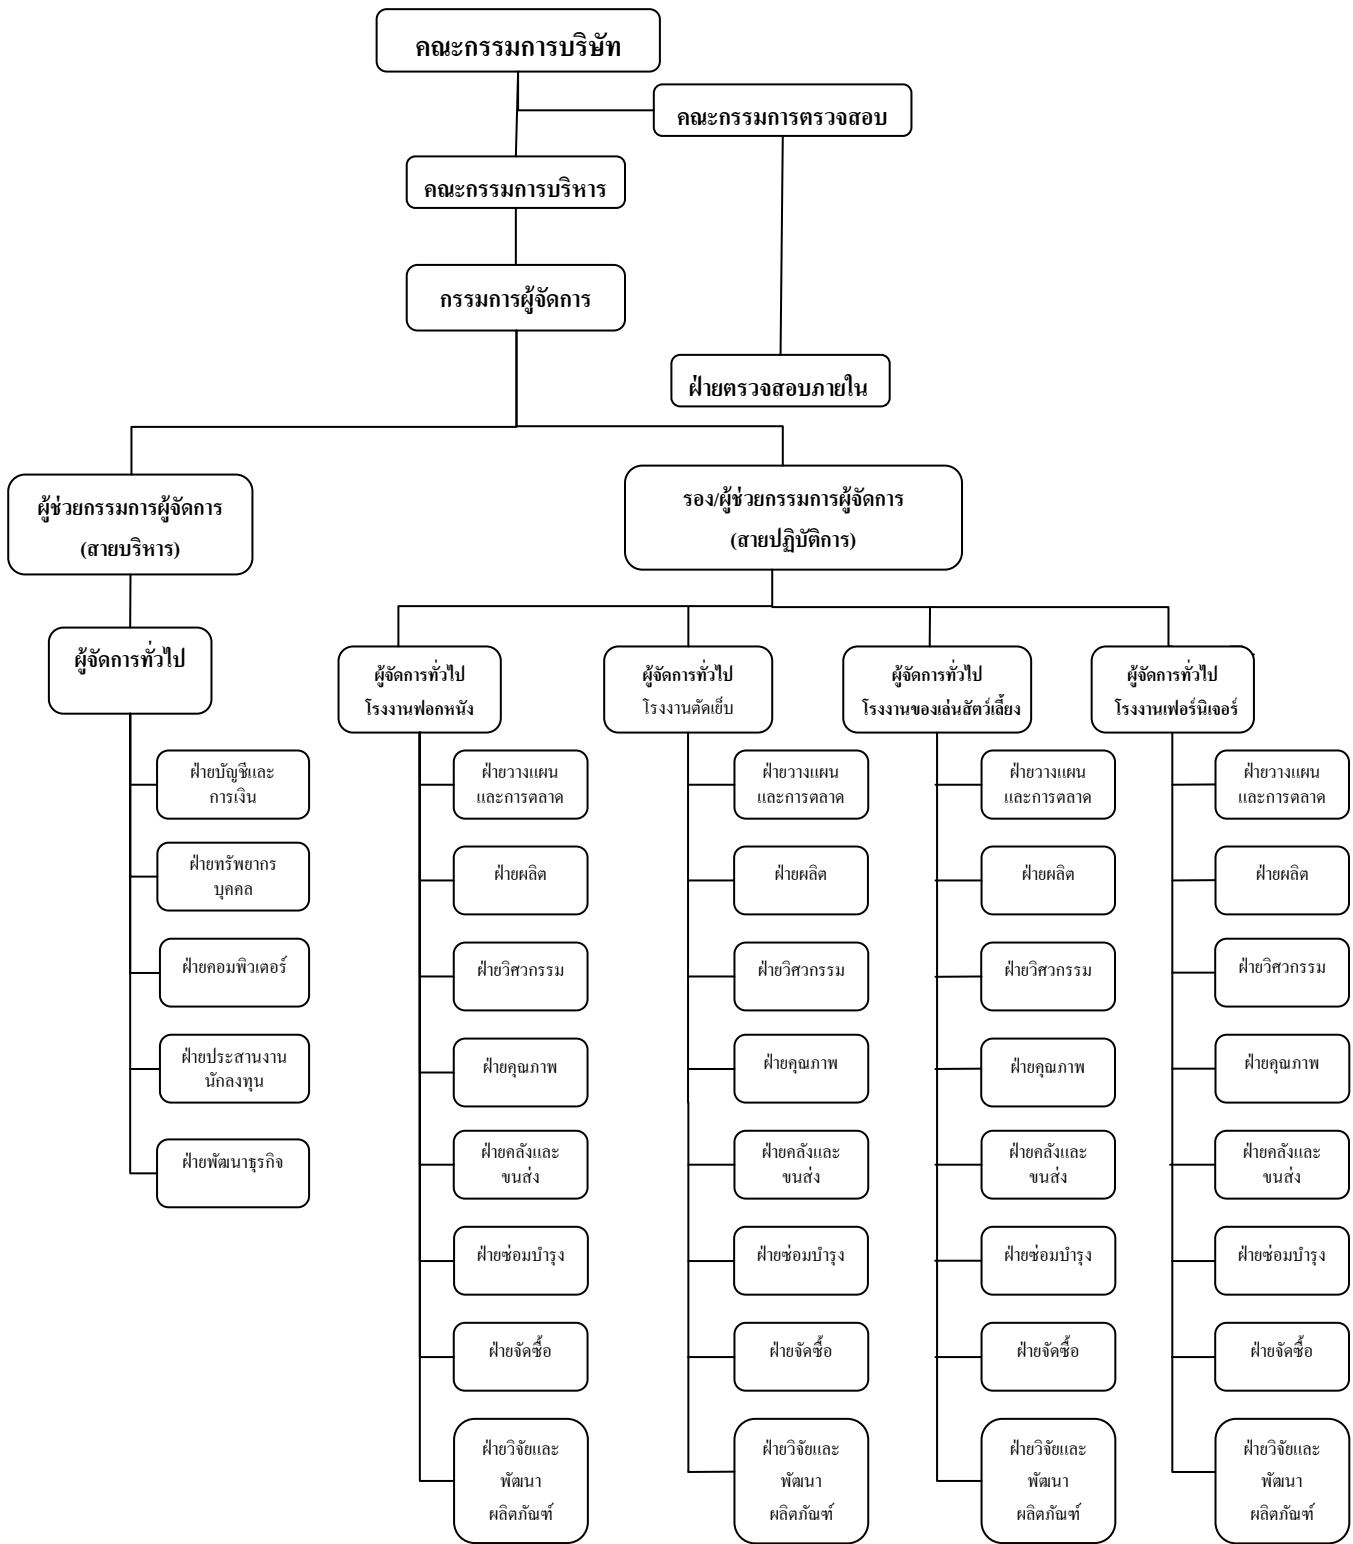 คณะกรรมการบริษัท
คณะกรรมการตรวจสอบ
คณะกรรมการบริหาร
กรรมการผู้จัดการ
ฝ่ายตรวจสอบภายใน
ผู้ช่วยกรรมการผู้จัดการ
(สายบริหาร)
รอง/ผู้ช่วยกรรมการผู้จัดการ
(สายปฏิบัติการ)
ผู้จัดการทั่วไป
ฝ่ายบัญชีและ
การเงิน
ฝ่ายทรัพยากร
บุคคล
ฝ่ายคอมพิวเตอร์
ฝ่ายประสานงาน
นักลงทุน
ฝ่ายพัฒนาธุรกิจ
ผู้จัดการทั่วไป
โรงงานฟอกหนัง
ฝ่ายวางแผน
และการตลาด
ฝ่ายผลิต
ฝ่ายวิศวกรรม
ฝ่ายคุณภาพ
ฝ่ายคลังและ
ขนส่ง
ฝ่ายซ่อมบำรุง
ฝ่ายจัดซื้อ
ฝ่ายวิจัยและ
พัฒนา
ผลิตภัณฑ์
ผู้จัดการทั่วไป
โรงงานตัดเย็บ
ฝ่ายวางแผน
และการตลาด
ฝ่ายผลิต
ฝ่ายวิศวกรรม
ฝ่ายคุณภาพ
ฝ่ายคลังและ
ขนส่ง
ฝ่ายซ่อมบำรุง
ฝ่ายจัดซื้อ
ฝ่ายวิจัยและ
พัฒนา
ผลิตภัณฑ์
ผู้จัดการทั่วไป
โรงงานของเล่นสัตว์เลี้ยง
ฝ่ายวางแผน
และการตลาด
ฝ่ายผลิต
ฝ่ายวิศวกรรม
ฝ่ายคุณภาพ
ฝ่ายคลังและ
ขนส่ง
ฝ่ายซ่อมบำรุง
ฝ่ายจัดซื้อ
ฝ่ายวิจัยและ
พัฒนา
ผลิตภัณฑ์
ผู้จัดการทั่วไป
โรงงานเฟอร์นิเจอร์
ฝ่ายวางแผน
และการตลาด
ฝ่ายผลิต
ฝ่ายวิศวกรรม
ฝ่ายคุณภาพ
ฝ่ายคลังและ
ขนส่ง
ฝ่ายซ่อมบำรุง
ฝ่ายจัดซื้อ
ฝ่ายวิจัยและ
พัฒนา
ผลิตภัณฑ์